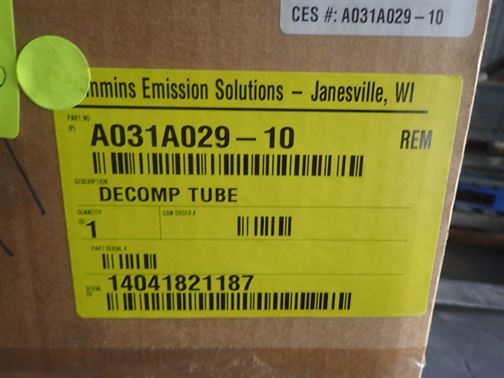 CES #: A031A029-10
mmins Emission Solutions - Janesville, WI
PART NO
(P) A031A029-10 REM
DESCRIPTION
DECOMP TUBE
QUANTITY CUM ORDER #
(Q) 1
PART SERIAL #
SERIAL
(S) 14041821187